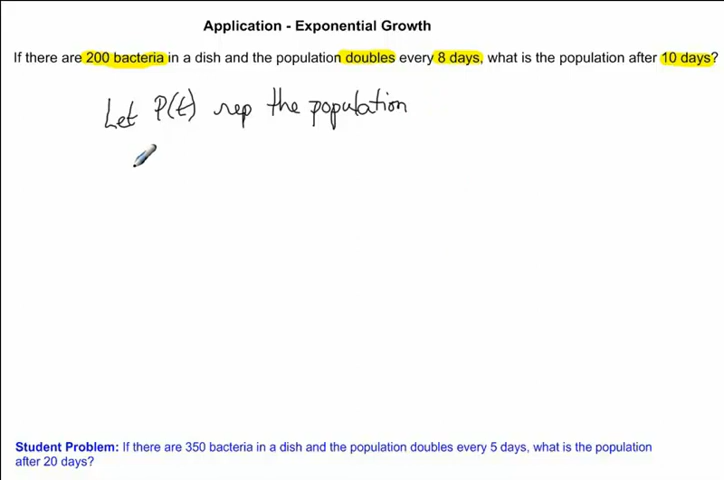 Application - Exponential Growth
If there are 200 bacteria in a dish and the population doubles every 8 days, what is the population after 10 days?
Let P(t) rep the population
Student Problem: If there are 350 bacteria in a dish and the population doubles every 5 days, what is the population
after 20 days?